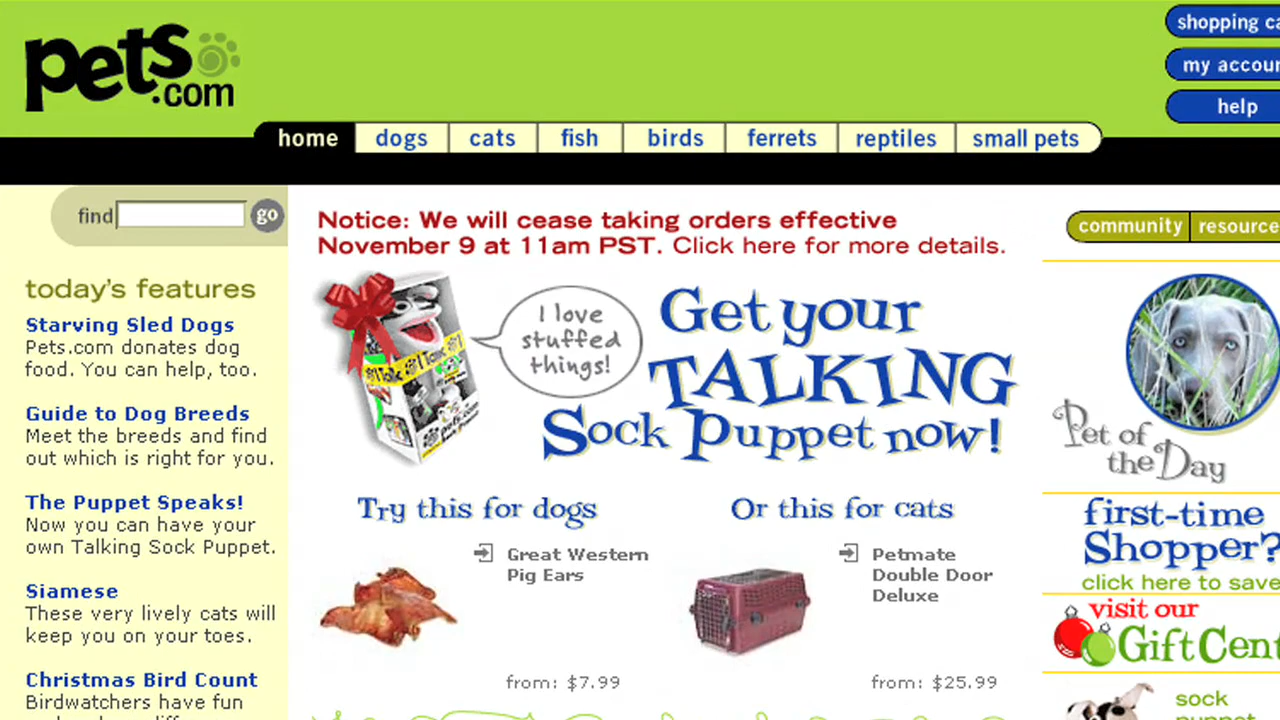 pets.com
shopping
my
help
home dogs cats fish birds ferrets reptiles small pets
find go
Notice: We will cease taking orders effective
November 9 at 11am PST. Click here for more details.
community
today's features
Starving Sled Dogs
Pets.com donates dog
food. You can help, too.
Guide to Dog Breeds
Meet the breeds and find
out which is right for you.
The Puppet Speaks!
Now you can have your
own Talking Sock Puppet.
Siamese
These very lively cats will
keep you on your toes.
Christmas Bird Count
Birdwatchers have fun
I love
stuffed
things!
Get your
TALKING
Sock Puppet now!
Try this for dogs
Great Western
Pig Ears
from: $7.99
Or this for cats
Petmate
Double Door
Deluxe
from: $25.99
Pet of
the Day
first-time
Shopper?
click here to save
visit our
Gift
sock
puppet